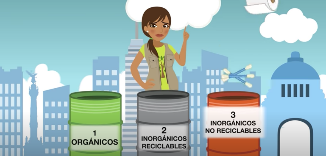 1
ORGÁNICOS
2
INORGÁNICOS
RECICLABLES
3
INORGÁNICOS
NO RECICLABLES